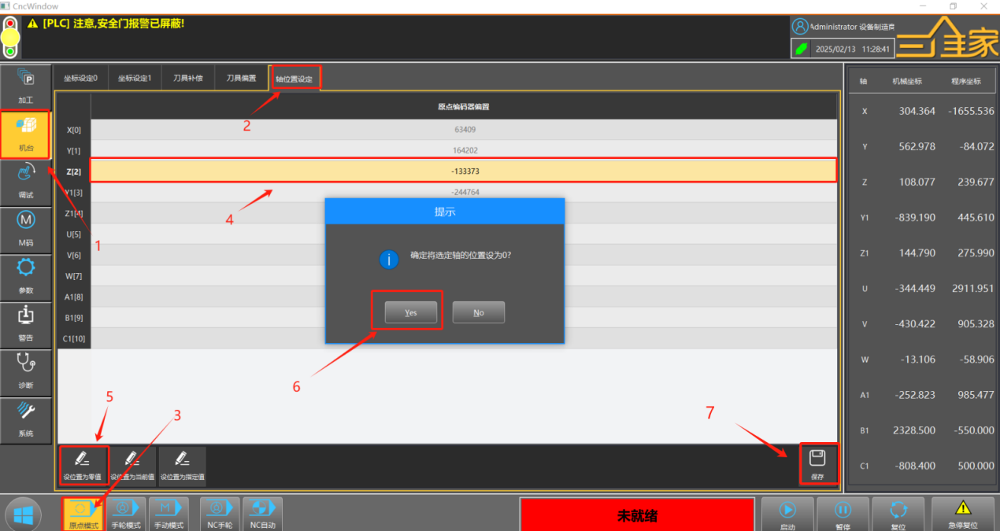 CncWindow
[PLC] 注意,安全门报警已屏蔽!
Administrator 设备制造商
2025/02/13 11:28:41
三维家
加工
机台
调试
M码
参数
警告
诊断
系统
坐标设定0 坐标设定1 刀具补偿 刀具偏置 轴位置设定
原点编码器偏置
X[0] 63409
Y[1] 164202
Z[2] -133373
Y1[3] -244764
Z1[4]
U[5]
V[6]
W[7]
A1[8]
B1[9]
C1[10]
提示
确定将选定轴的位置设为0?
Yes No
1
2
3
4
5
6
7
设位置为零值 设位置为当前值 设位置为指定值 保存
轴 机械坐标 程序坐标
X 304.364 -1655.536
Y 562.978 -84.072
Z 108.077 239.677
Y1 -839.190 445.610
Z1 144.790 275.990
U -344.449 2911.951
V -430.422 905.328
W -13.106 -58.906
A1 -252.823 985.477
B1 2328.500 -550.000
C1 -808.400 500.000
原点模式 手轮模式 手动模式 NC手轮 NC自动 未就绪 启动 暂停 复位 急停复位